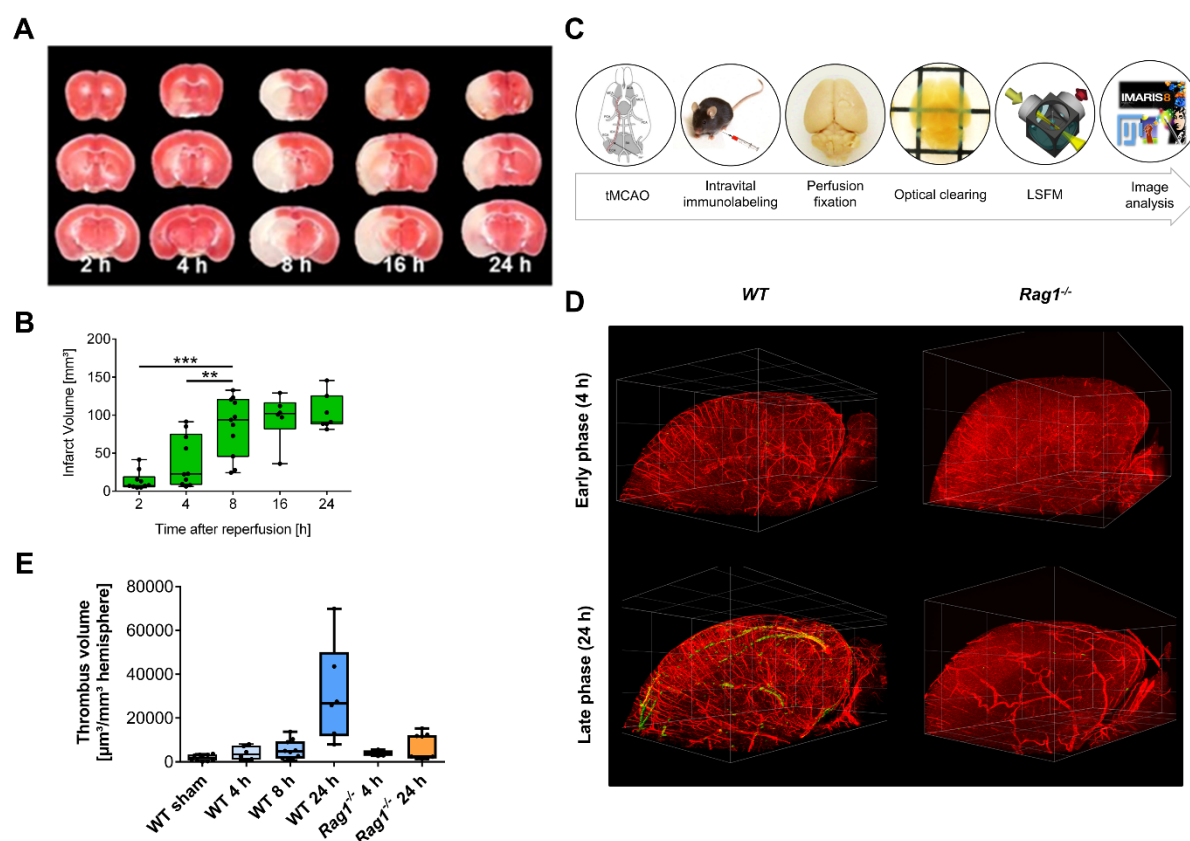 A
2 h 4 h 8 h 16 h 24 h
B
Infarct Volume [mm³]
200
150
100
50
0
***
**
2 4 8 16 24
Time after reperfusion [h]
C
IMARIS8
tMCAO
Intravital
immunolabeling
Perfusion
fixation
Optical clearing
LSFM
Image
analysis
D
WT
Rag1-/-
Early phase (4 h)
Late phase (24 h)
E
Thrombus volume
[µm³/mm³ hemisphere]
80000
60000
40000
20000
0
WT sham
WT 4 h
WT 8 h
WT 24 h
Rag1-/- 4 h
Rag1-/- 24 h